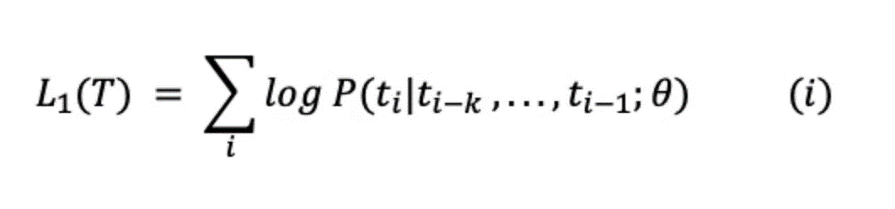 L₁(T) = ∑ᵢ log P(tᵢ|tᵢ₋ₖ ,...,tᵢ₋₁; θ) (i)